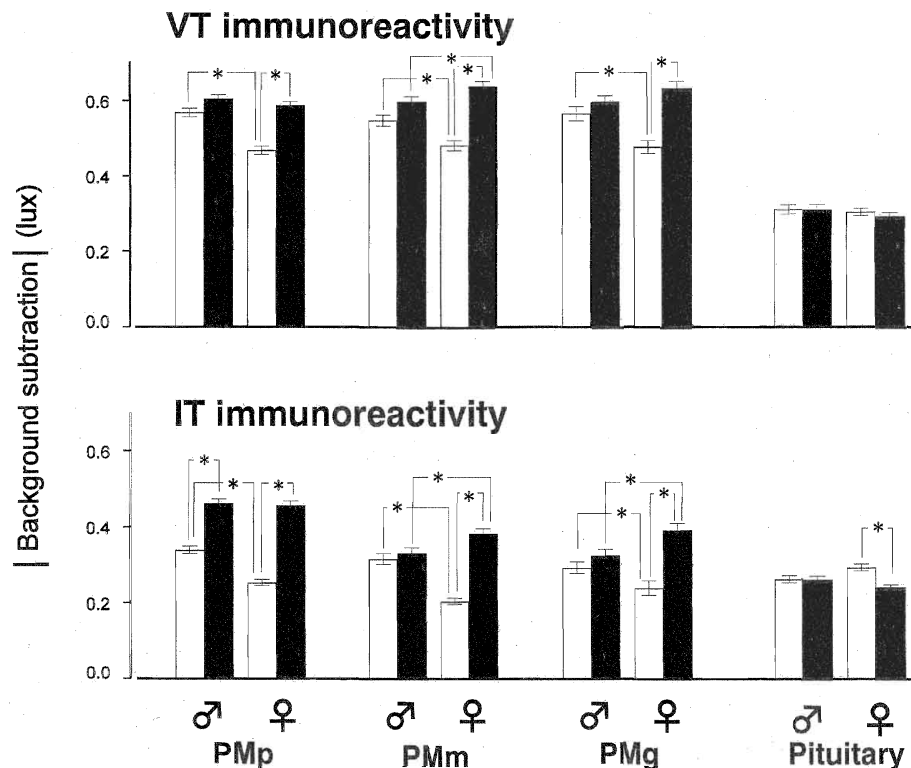 VT immunoreactivity
* * * * * * *
0.6
0.4
0.2
0.0
| Background subtraction | (lux)
IT immunoreactivity
* * * * * * * * * *
0.6
0.4
0.2
0.0
♂ ♀ ♂ ♀ ♂ ♀ ♂ ♀
PMp PMm PMg Pituitary